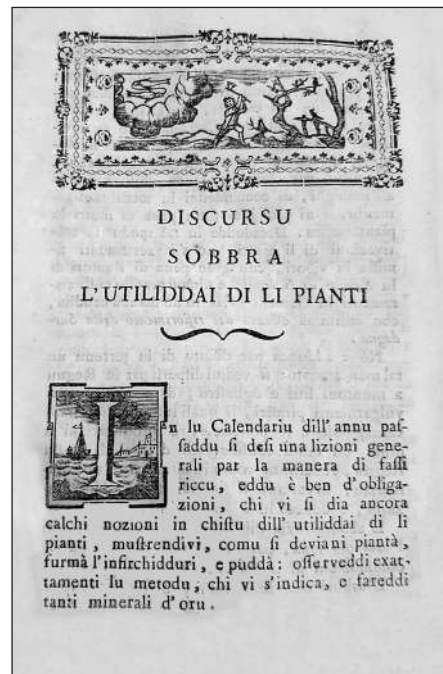 DISCURSU
SOBBRA
L'UTILIDDAI DI LI PIANTI
In lu Calendariu dill' annu paſ-
ſaddu ſi deſi una lizioni gene-
rali par la manera di faſſi
riccu, eddu è ben d'obliga-
zioni, chi vi ſi dia ancora
calchi nozioni in chiſtu dill' utiliddai di li
pianti, muſtrendivi, comu ſi deviani piantà,
furmà l'infirchidduri, e puddà: oſſerveddi exat-
tamenti lu metodu, chi vi s'indica, e fareddi
tanti minerali d'oru.